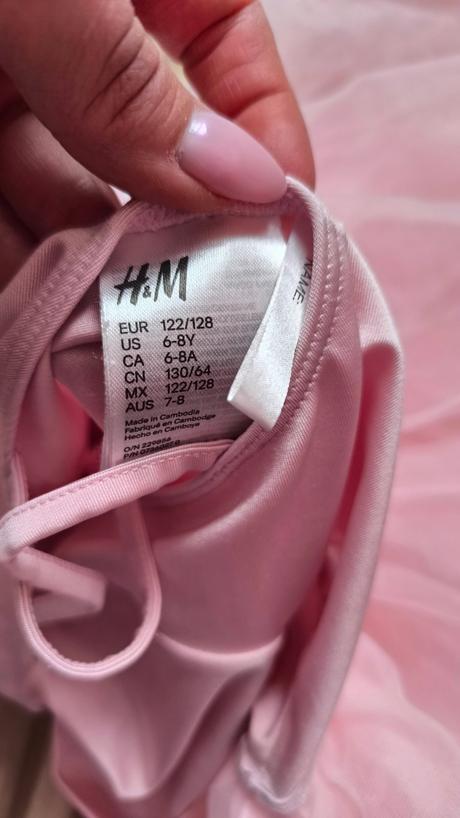 H&M
EUR 122/128
US 6-8Y
CA 6-8A
CN 130/64
MX 122/128
AUS 7-8
Made in Cambodia
Fabriqué en Cambodge
Hecho en Camboya
O/N 229856
NAME: